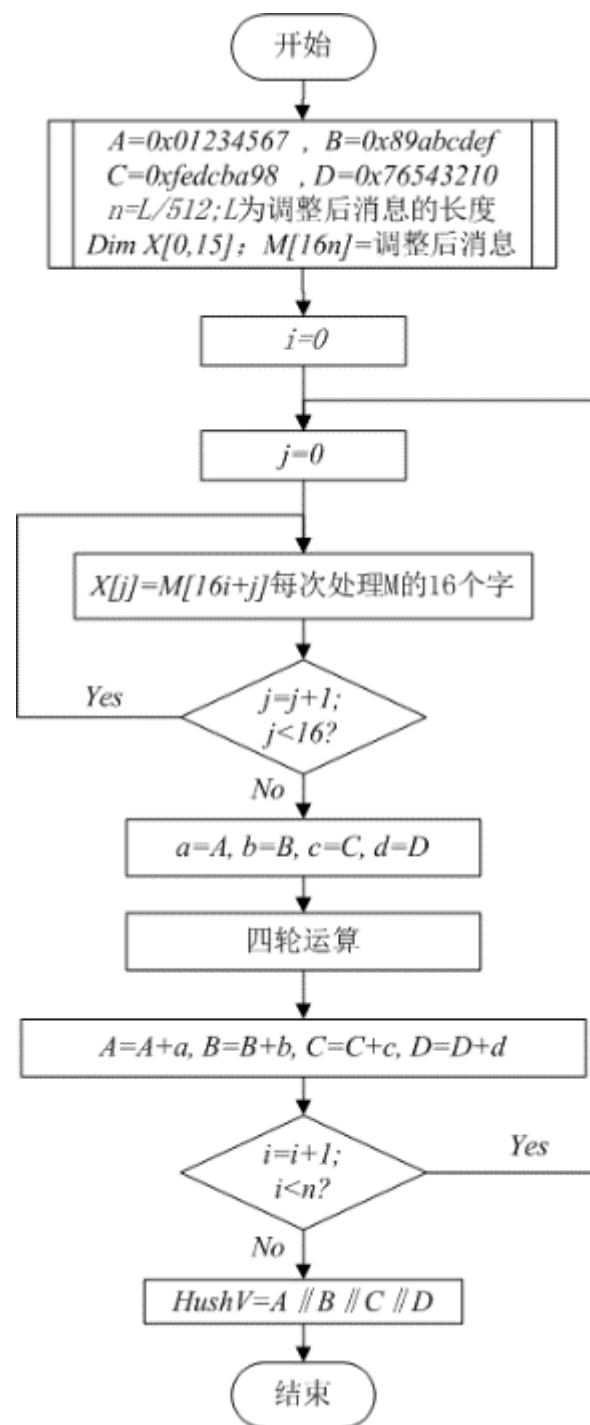 开始
A=0x01234567 , B=0x89abcdef
C=0xfedcba98 ,D=0x76543210
n=L/512;L为调整后消息的长度
Dim X[0,15]; M[16n]=调整后消息
i=0
j=0
X[j]=M[16i+j]每次处理M的16个字
Yes
j=j+1;
j<16?
No
a=A, b=B, c=C, d=D
四轮运算
A=A+a, B=B+b, C=C+c, D=D+d
i=i+1;
i<n?
Yes
No
HushV=A∥B∥C∥D
结束